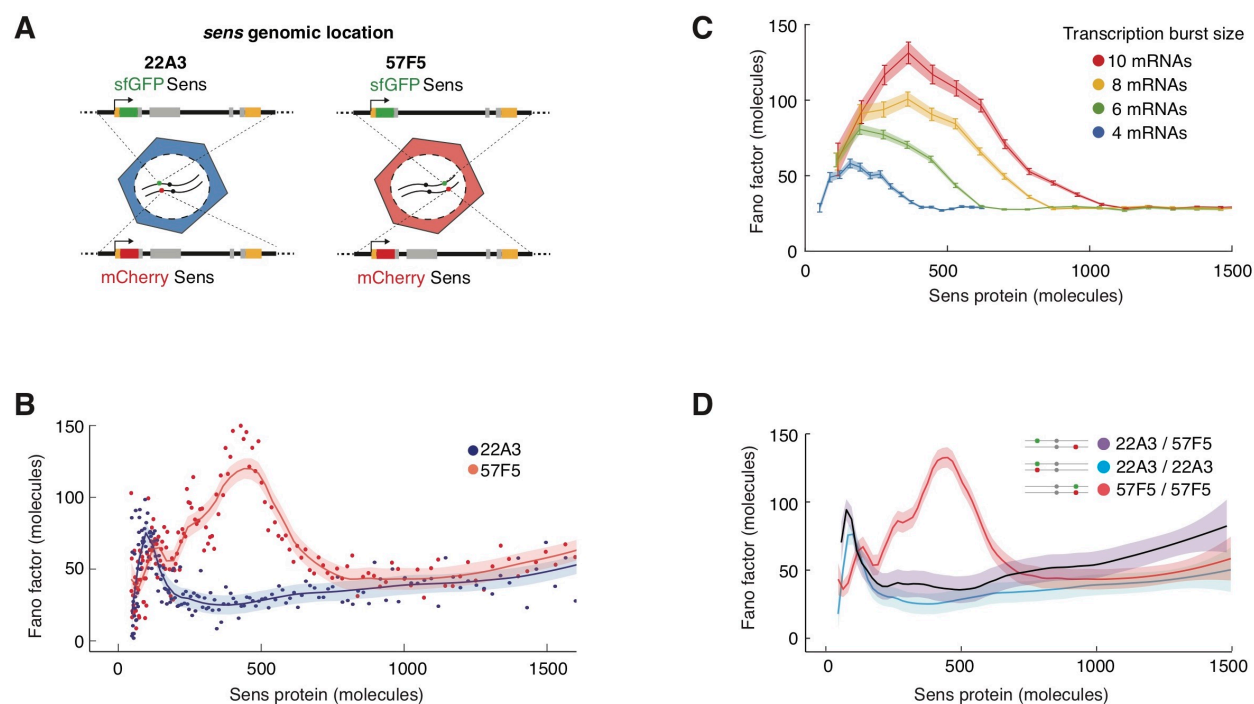 A
sens genomic location
22A3
sfGFP Sens
mCherry Sens
57F5
sfGFP Sens
mCherry Sens
B
Fano factor (molecules)
150
100
50
0
0
500
1000
1500
Sens protein (molecules)
22A3
57F5
C
Fano factor (molecules)
150
100
50
0
0
500
1000
1500
Sens protein (molecules)
Transcription burst size
10 mRNAs
8 mRNAs
6 mRNAs
4 mRNAs
D
Fano factor (molecules)
150
100
50
0
0
500
1000
1500
Sens protein (molecules)
22A3 / 57F5
22A3 / 22A3
57F5 / 57F5